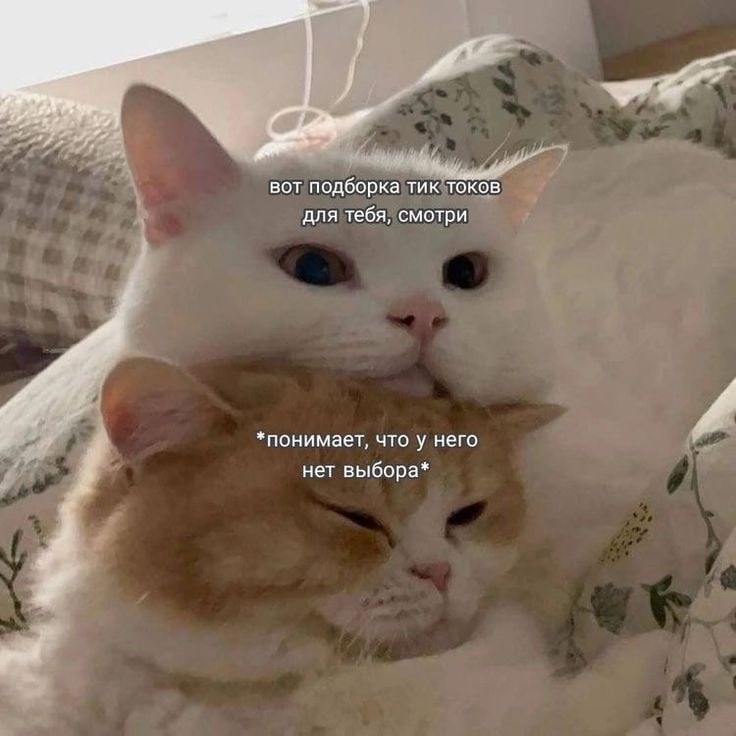 вот подборка тик токов
для тебя, смотри
*понимает, что у него
нет выбора*